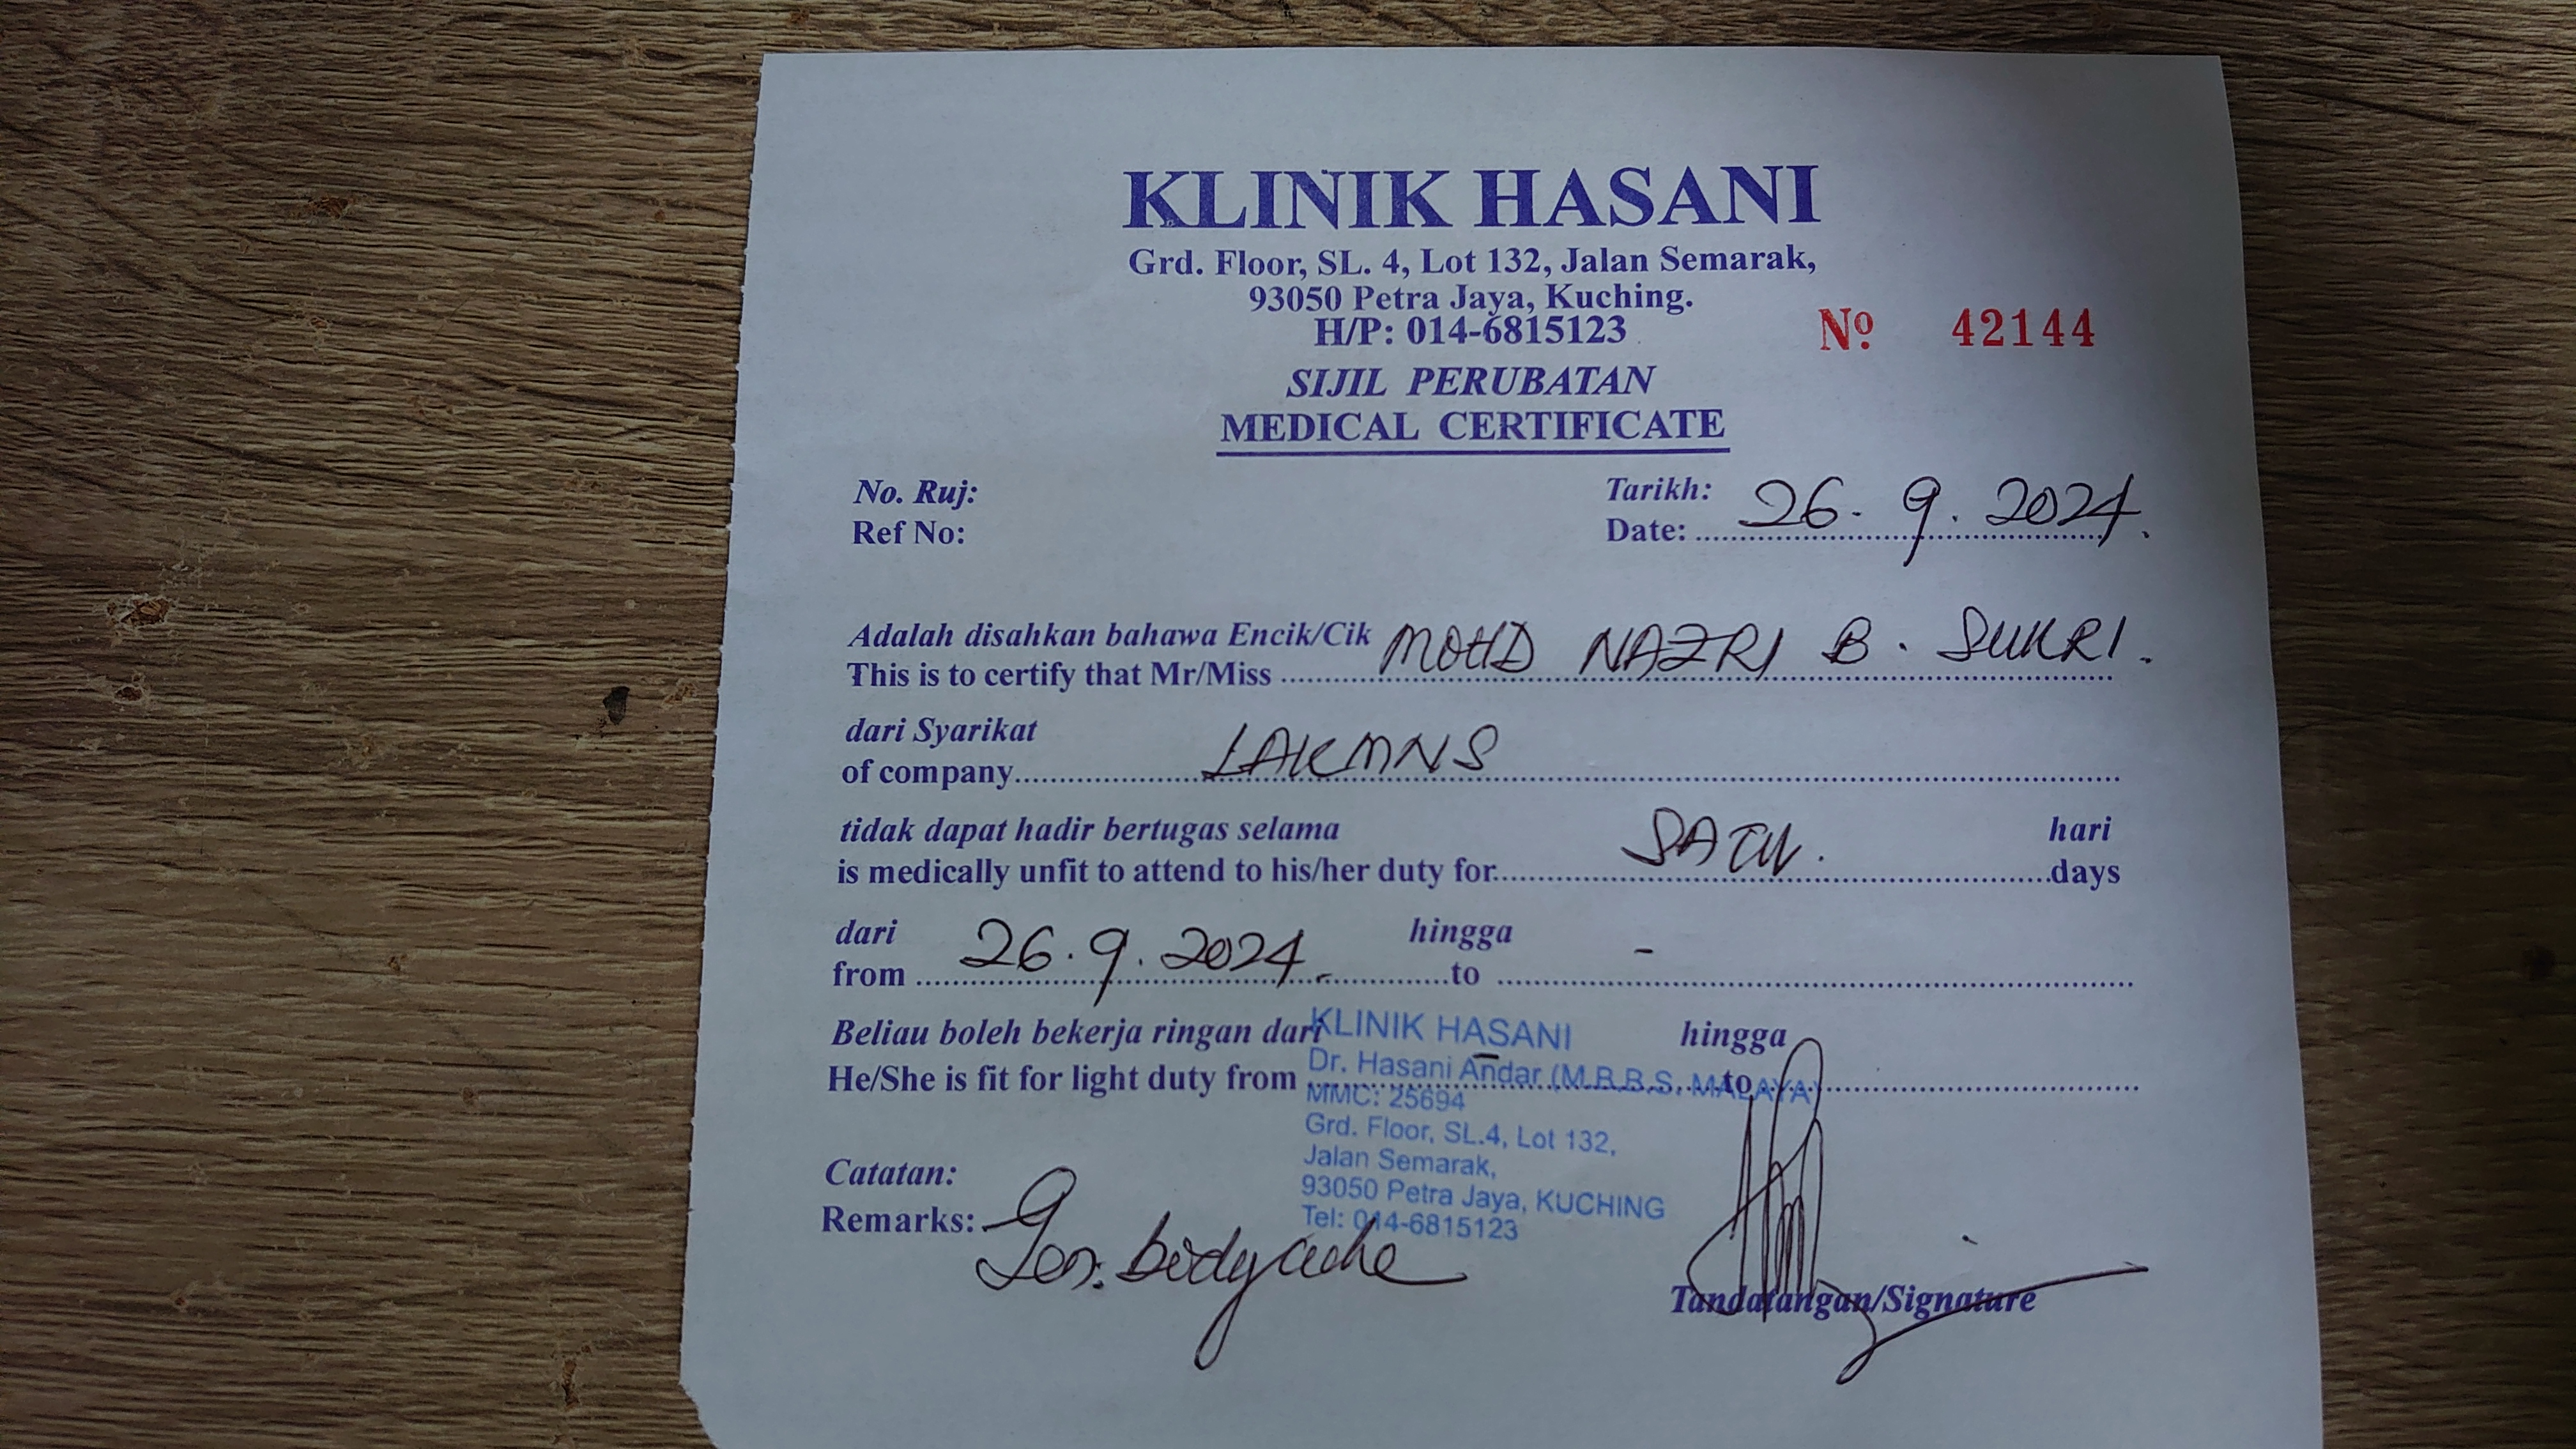 KLINIK HASANI
Grd. Floor, SL. 4, Lot 132, Jalan Semarak,
93050 Petra Jaya, Kuching.
H/P: 014-6815123
Nº 42144
SIJIL PERUBATAN
MEDICAL CERTIFICATE
No. Ruj:
Ref No:
Tarikh:
Date: 26.9.2024.
Adalah disahkan bahawa Encik/Cik
This is to certify that Mr/Miss MOHD NAZRI B. SUKRI.
dari Syarikat
of company LAKMNS
tidak dapat hadir bertugas selama hari
is medically unfit to attend to his/her duty for SATU. days
dari hingga
from 26.9.2024. to -
Beliau boleh bekerja ringan dari hingga
He/She is fit for light duty from - to
KLINIK HASANI
Dr. Hasani Andar (M.B.B.S. MALAYA)
MMC: 25694
Grd. Floor, SL.4, Lot 132,
Jalan Semarak,
93050 Petra Jaya, KUCHING
Tel: 014-6815123
Catatan:
Remarks: Gen. bodyache
Tandatangan/Signature